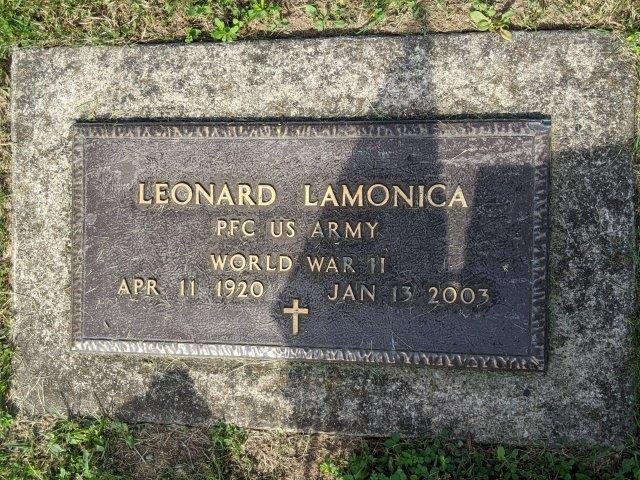 LEONARD LAMONICA
PFC US ARMY
WORLD WAR II
APR 11 1920 JAN 13 2003